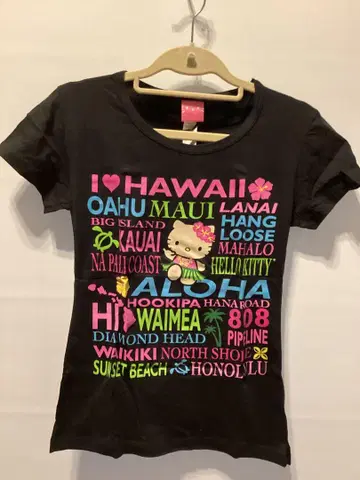 I HAWAII
OAHU MAUI LANAI
BIG ISLAND HANG LOOSE
KAUAI MAHALO
NA PALI COAST HELLO KITTY
ALOHA
HOOKIPA HANA ROAD
HI WAIMEA 808
DIAMOND HEAD PIPELINE
WAIKIKI NORTH SHORE
SUNSET BEACH HONOLULU